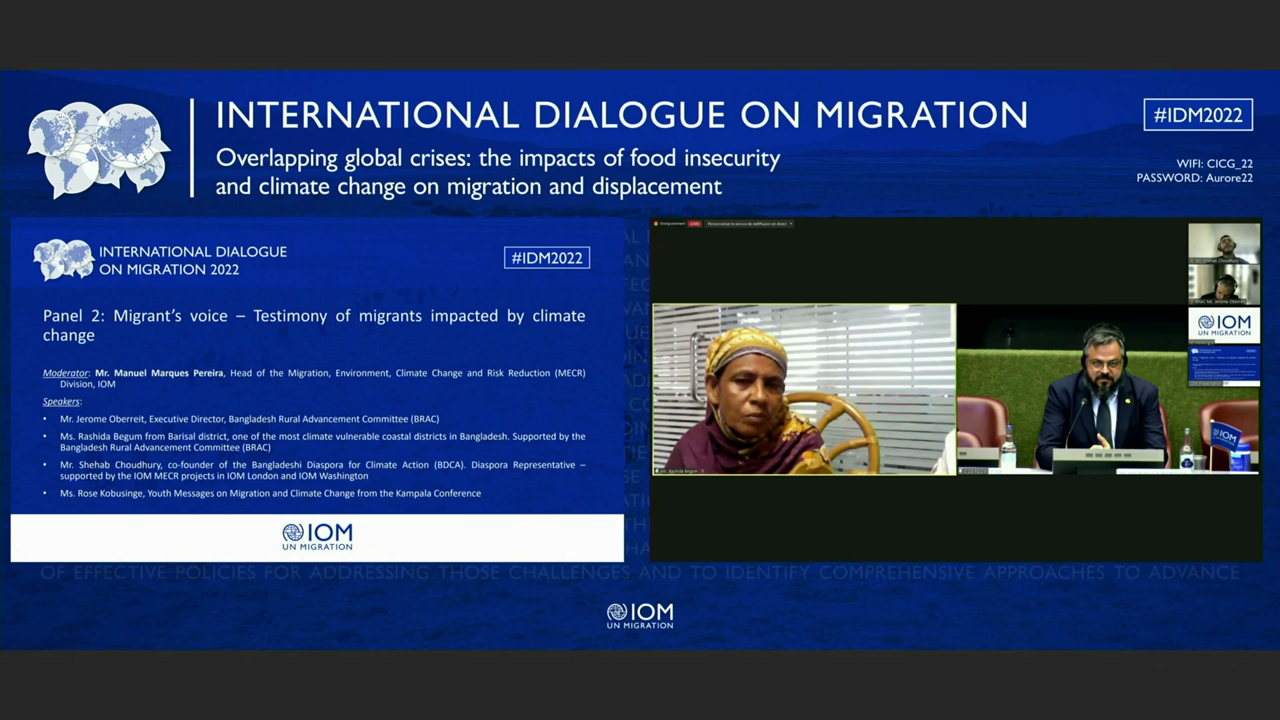 INTERNATIONAL DIALOGUE ON MIGRATION
Overlapping global crises: the impacts of food insecurity
and climate change on migration and displacement
#IDM2022
WIFI: CICG_22
PASSWORD: Aurore22
INTERNATIONAL DIALOGUE
ON MIGRATION 2022
#IDM2022
Panel 2: Migrant's voice – Testimony of migrants impacted by climate
change
Moderator: Mr. Manuel Marques Pereira, Head of the Migration, Environment, Climate Change and Risk Reduction (MECR)
Division, IOM
Speakers:
• Mr. Jerome Oberreit, Executive Director, Bangladesh Rural Advancement Committee (BRAC)
• Ms. Rashida Begum from Barisal district, one of the most climate vulnerable coastal districts in Bangladesh. Supported by the
Bangladesh Rural Advancement Committee (BRAC)
• Mr. Shehab Choudhury, co-founder of the Bangladeshi Diaspora for Climate Action (BDCA). Diaspora Representative –
supported by the IOM MECR projects in IOM London and IOM Washington
• Ms. Rose Kobusinge, Youth Messages on Migration and Climate Change from the Kampala Conference
IOM
UN MIGRATION
LIVE
IOM
UN MIGRATION
IOM
OF EFFECTIVE POLICIES FOR ADDRESSING THOSE CHALLENGES AND TO IDENTIFY COMPREHENSIVE APPROACHES TO ADVANCE
IOM
UN MIGRATION